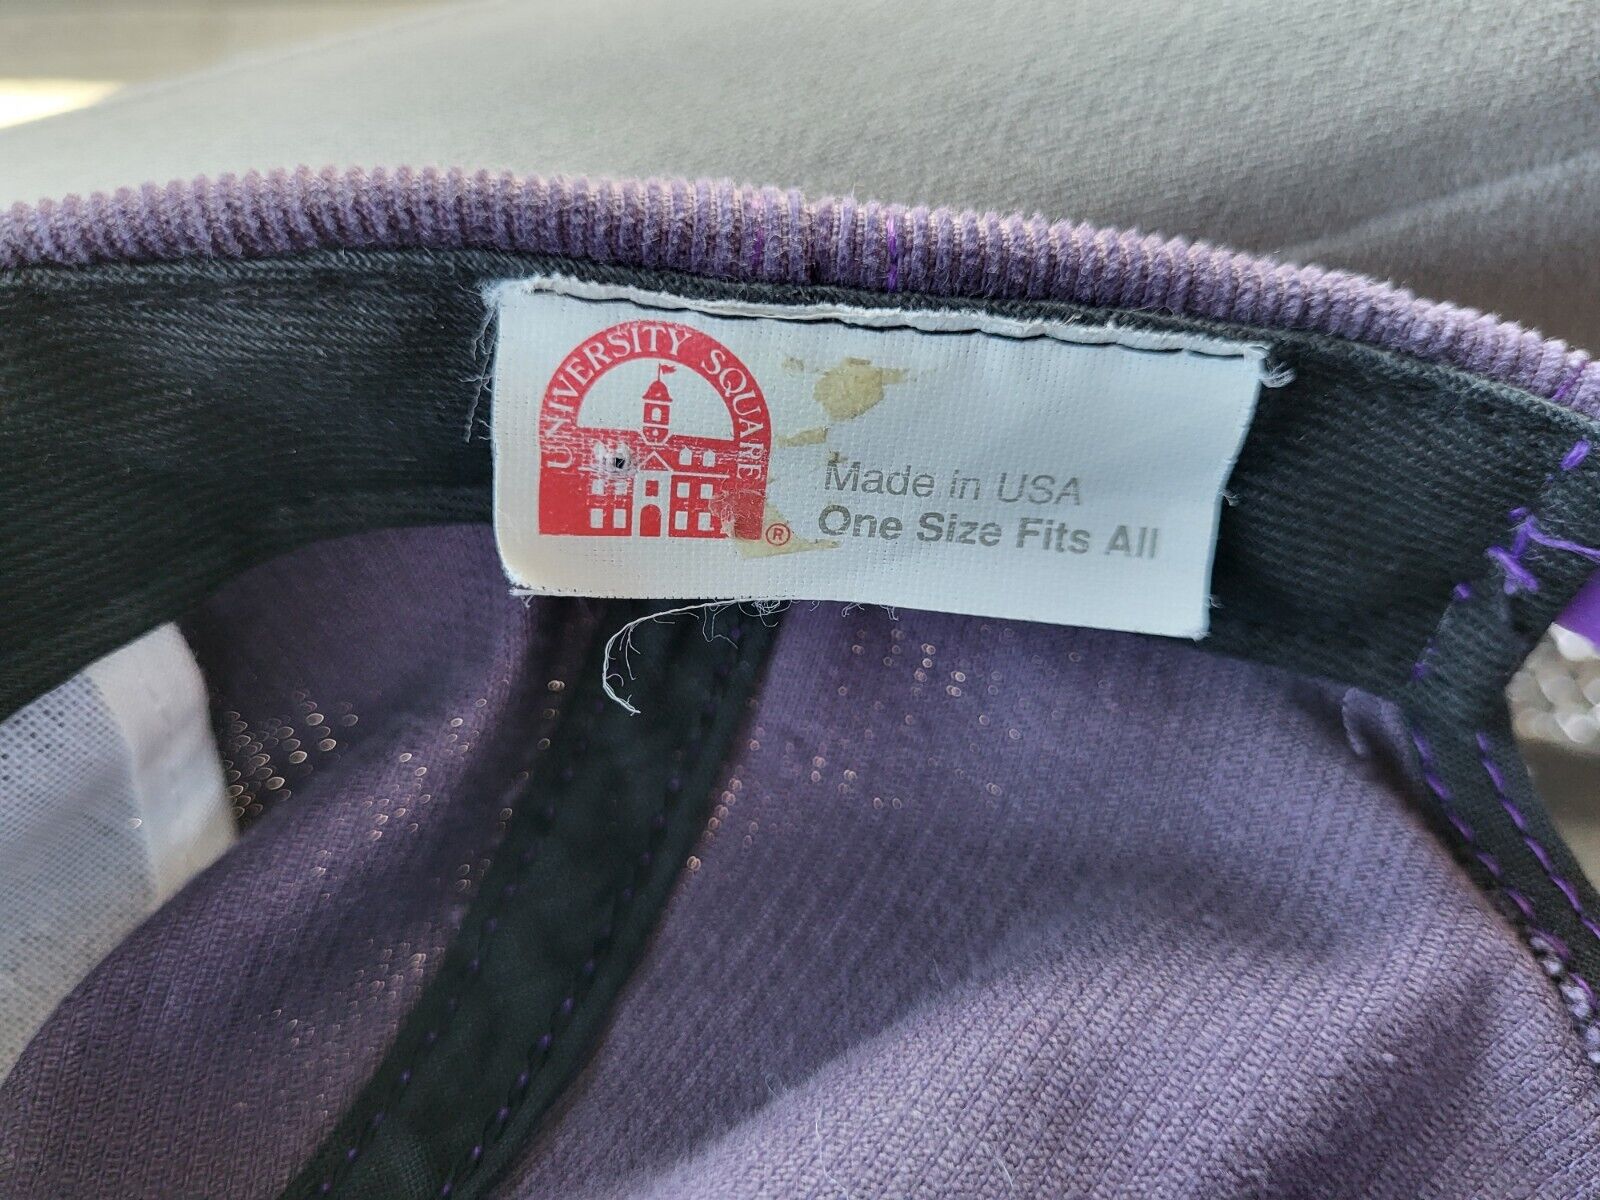 UNIVERSITY SQUARE
®
Made in USA
One Size Fits All